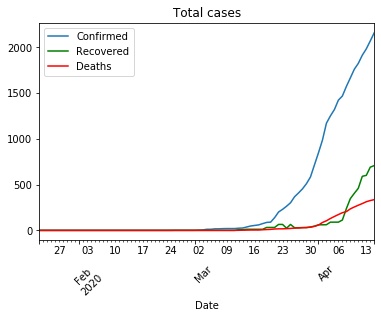 Total cases
Confirmed
Recovered
Deaths
2000
1500
1000
500
0
27 03 10 17 24 02 09 16 23 30 06 13
Feb
2020
Mar
Apr
Date